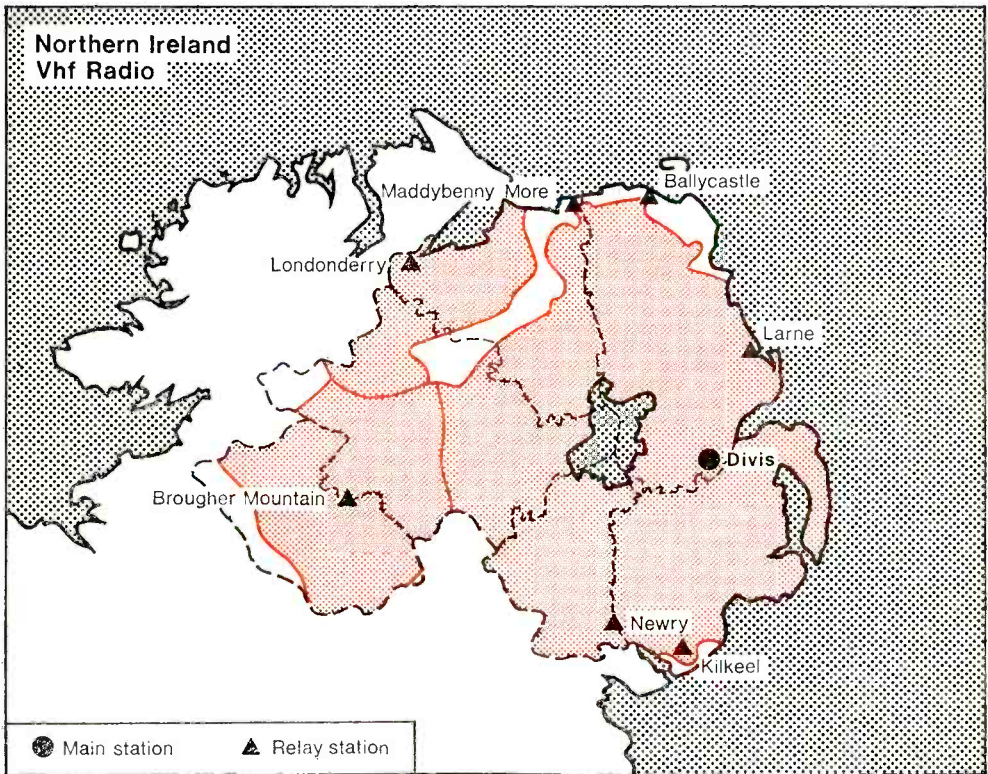 Northern Ireland
Vhf Radio
Maddybenny More
Ballycastle
Londonderry
Larne
Divis
Brougher Mountain
Newry
Kilkeel
Main station
Relay station